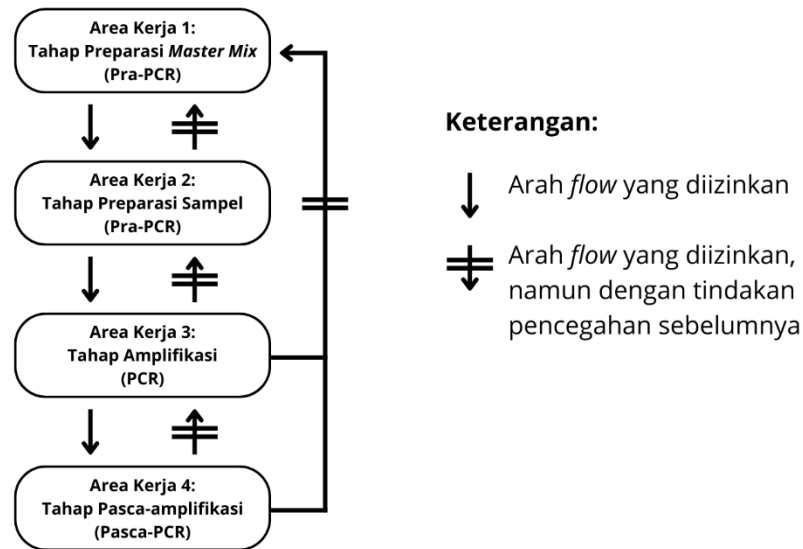 Area Kerja 1:
Tahap Preparasi Master Mix
(Pra-PCR)
Area Kerja 2:
Tahap Preparasi Sampel
(Pra-PCR)
Area Kerja 3:
Tahap Amplifikasi
(PCR)
Area Kerja 4:
Tahap Pasca-amplifikasi
(Pasca-PCR)
Keterangan:
Arah flow yang diizinkan
Arah flow yang diizinkan,
namun dengan tindakan
pencegahan sebelumnya